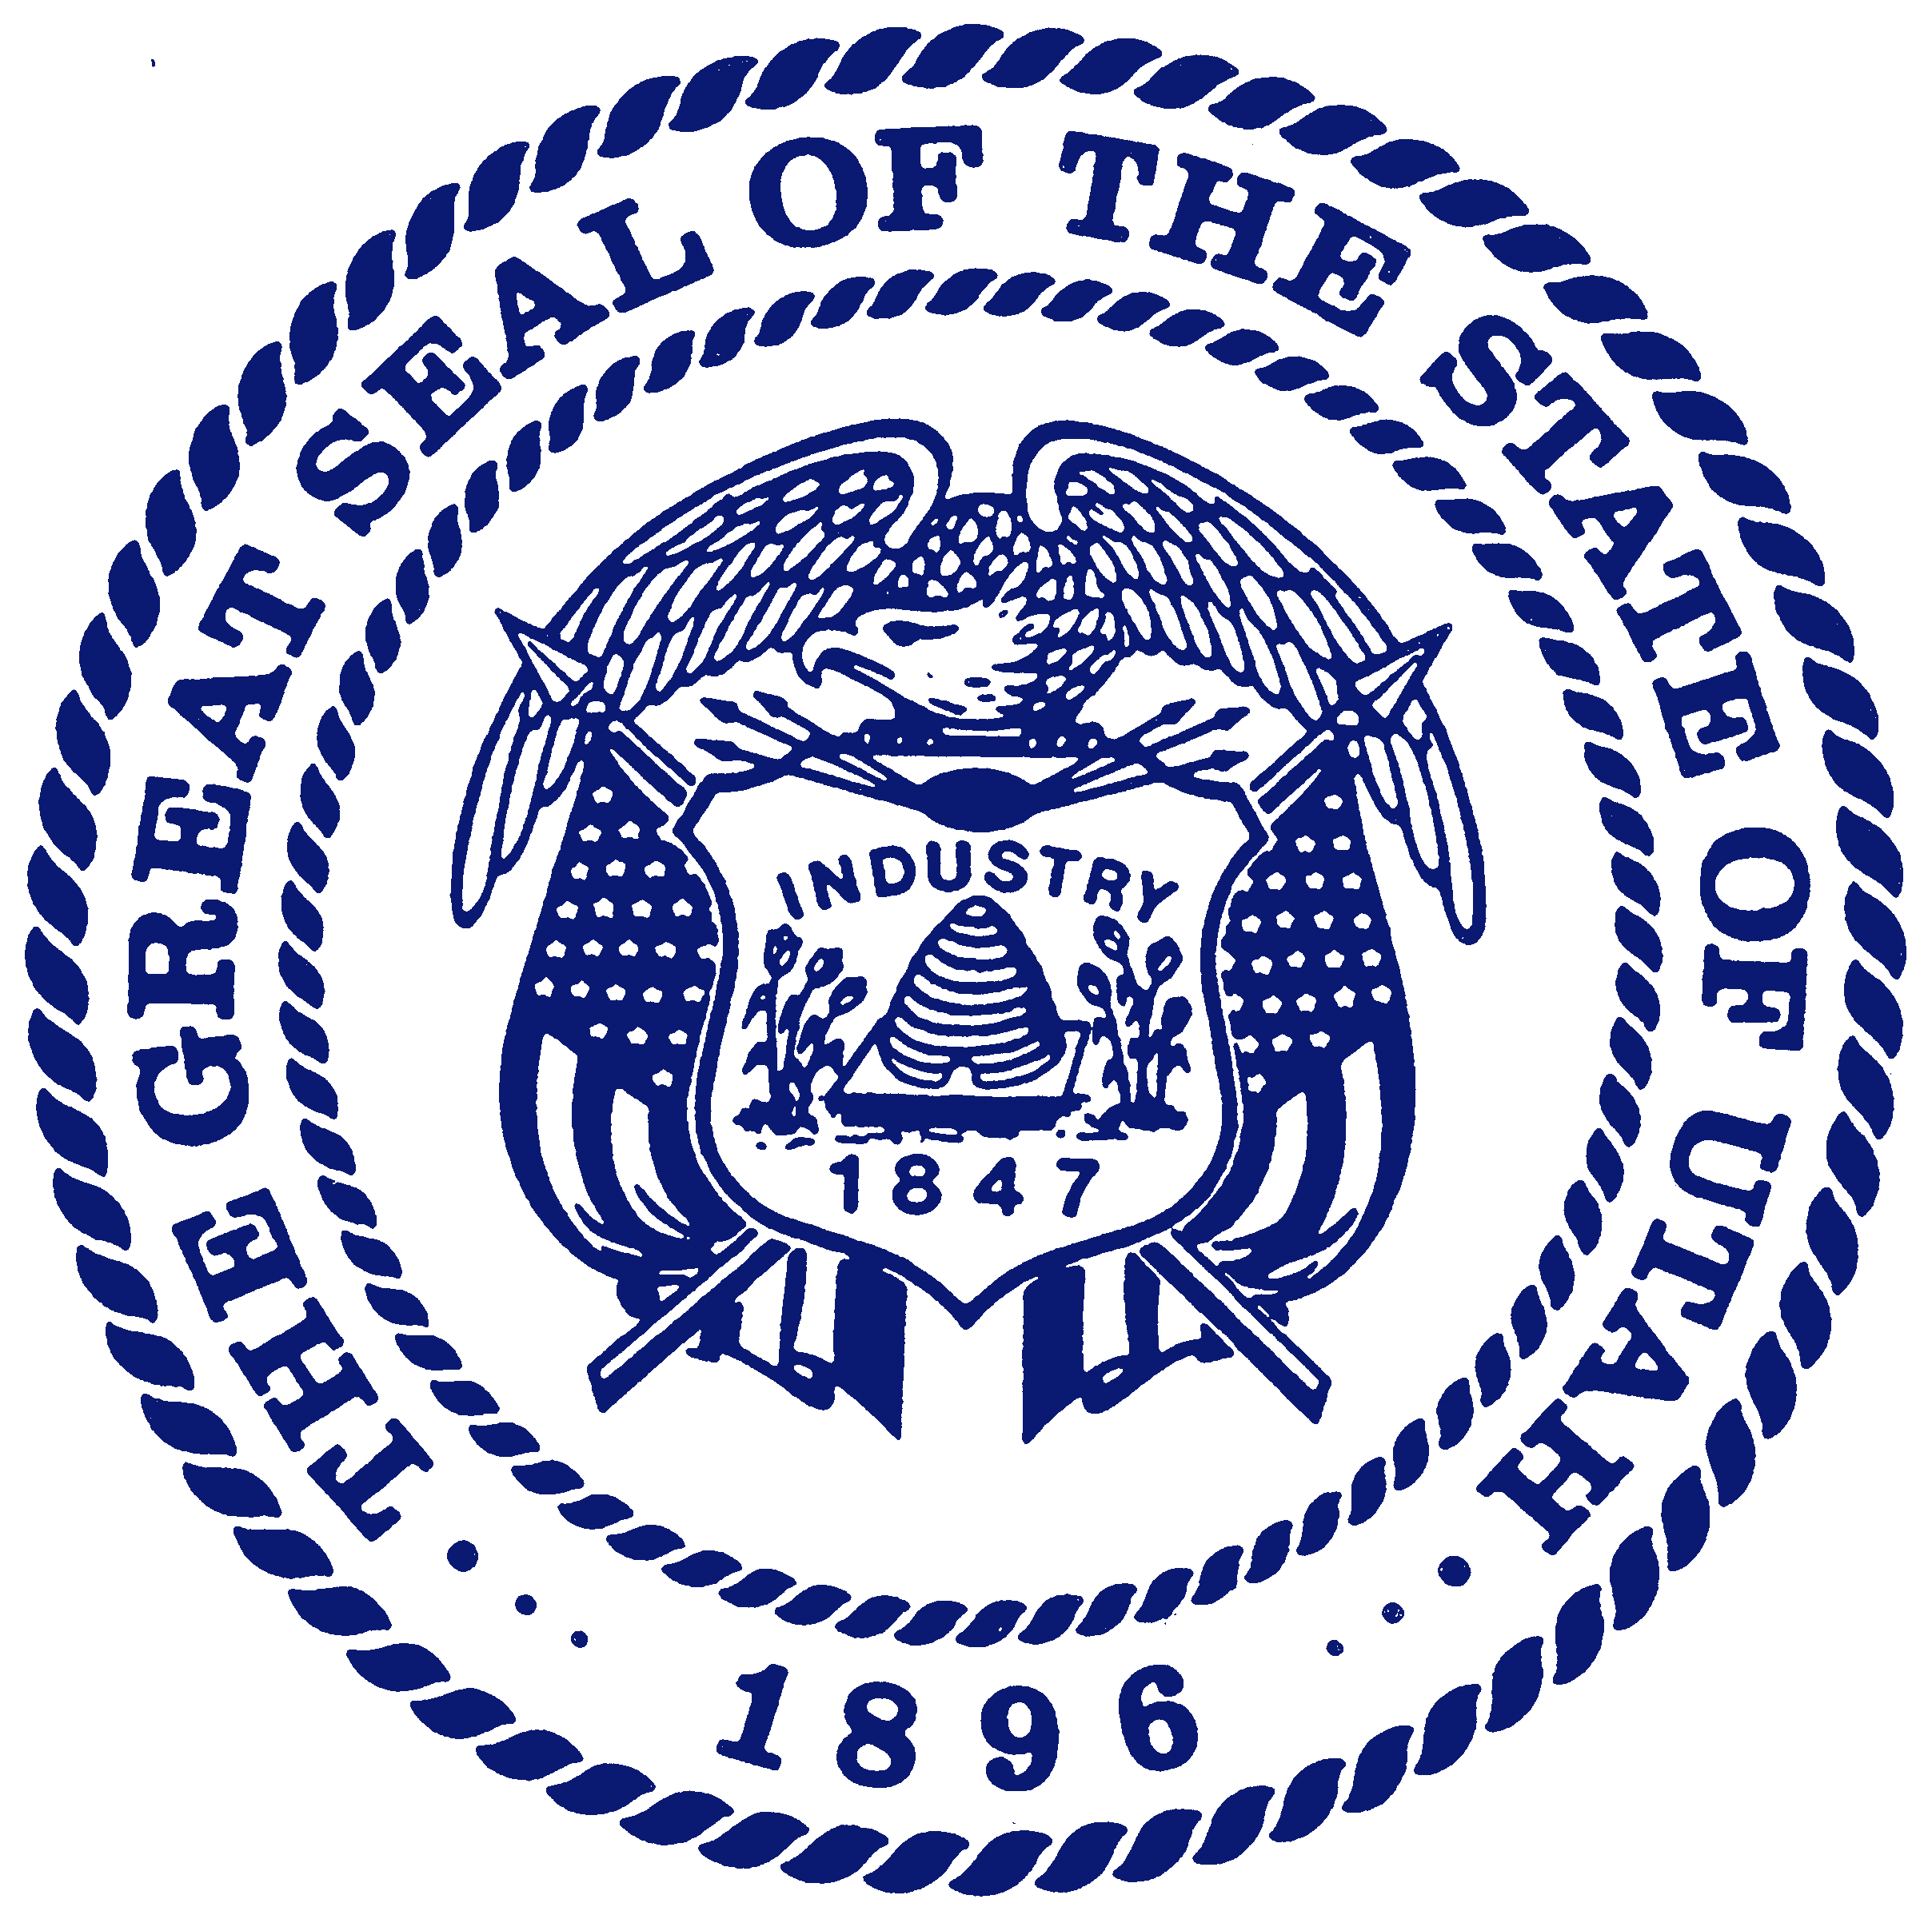 THE GREAT SEAL OF THE STATE OF UTAH
INDUSTRY
1847
1896